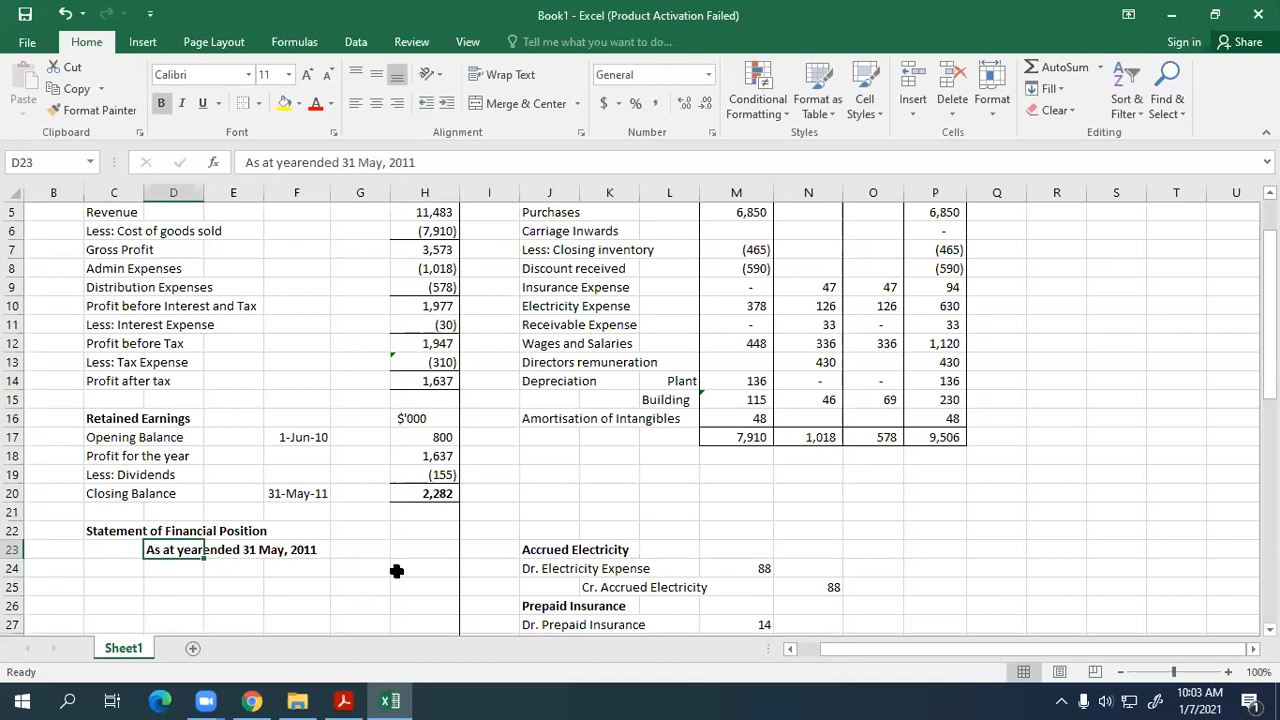 Book1 - Excel (Product Activation Failed)
File Home Insert Page Layout Formulas Data Review View Tell me what you want to do... Sign in Share
Paste Cut Copy Format Painter Clipboard
Calibri 11 B I U Font
Wrap Text Merge & Center Alignment
General $ % Number
Conditional Formatting Format as Table Cell Styles Styles
Insert Delete Format Cells
AutoSum Fill Clear Sort & Filter Find & Select Editing
D23 fx As at yearended 31 May, 2011
B C D E F G H I J K L M N O P Q R S T U
5 Revenue 11,483 Purchases 6,850 6,850
6 Less: Cost of goods sold (7,910) Carriage Inwards -
7 Gross Profit 3,573 Less: Closing inventory (465) (465)
8 Admin Expenses (1,018) Discount received (590) (590)
9 Distribution Expenses (578) Insurance Expense - 47 47 94
10 Profit before Interest and Tax 1,977 Electricity Expense 378 126 126 630
11 Less: Interest Expense (30) Receivable Expense - 33 - 33
12 Profit before Tax 1,947 Wages and Salaries 448 336 336 1,120
13 Less: Tax Expense (310) Directors remuneration 430 430
14 Profit after tax 1,637 Depreciation Plant 136 - - 136
15 Building 115 46 69 230
16 Retained Earnings $'000 Amortisation of Intangibles 48 48
17 Opening Balance 1-Jun-10 800 7,910 1,018 578 9,506
18 Profit for the year 1,637
19 Less: Dividends (155)
20 Closing Balance 31-May-11 2,282
21
22 Statement of Financial Position
23 As at yearended 31 May, 2011 Accrued Electricity
24 Dr. Electricity Expense 88
25 Cr. Accrued Electricity 88
26 Prepaid Insurance
27 Dr. Prepaid Insurance 14
Sheet1
Ready 100%
10:03 AM
1/7/2021